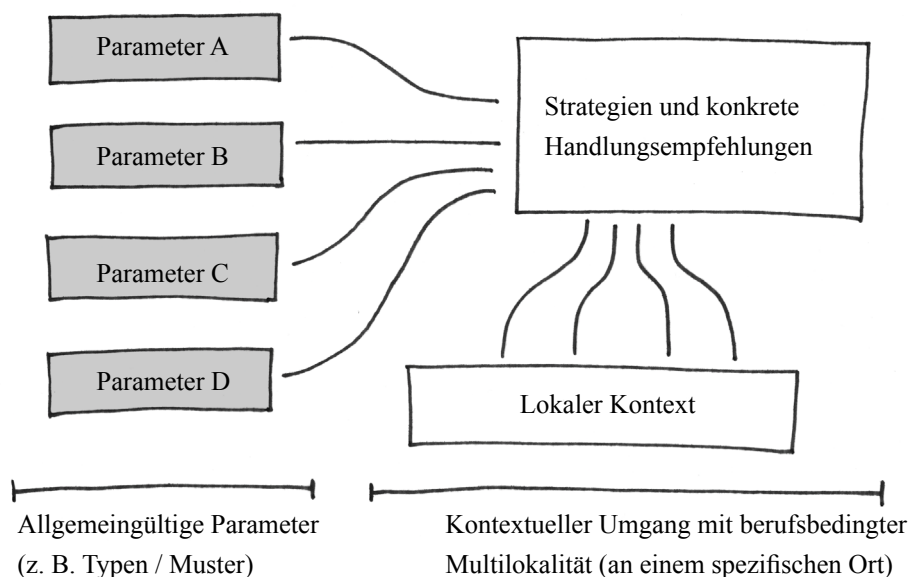 Parameter A
Parameter B
Parameter C
Parameter D
Strategien und konkrete
Handlungsempfehlungen
Lokaler Kontext
Allgemeingültige Parameter
(z. B. Typen / Muster)
Kontextueller Umgang mit berufsbedingter
Multilokalität (an einem spezifischen Ort)